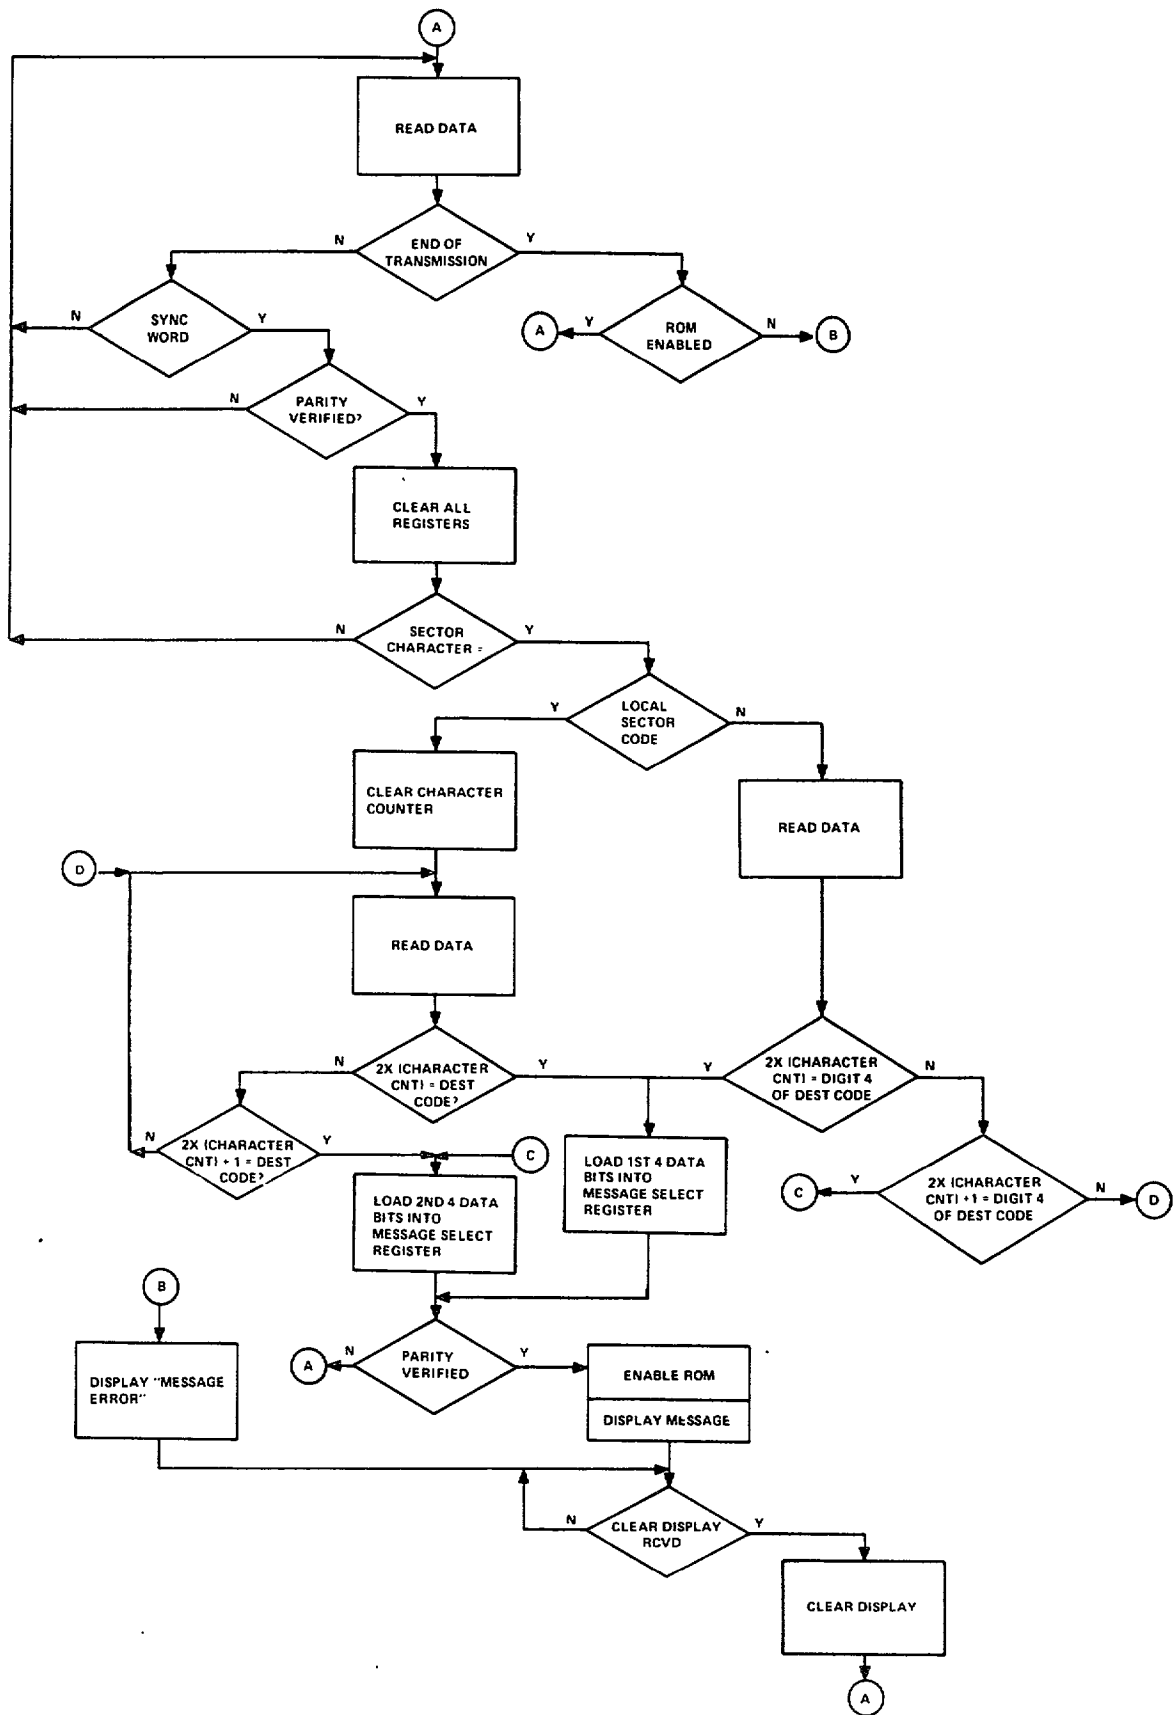 A
READ DATA
END OF
TRANSMISSION
N
Y
SYNC
WORD
N
Y
ROM
ENABLED
Y
N
A
B
PARITY
VERIFIED?
N
Y
CLEAR ALL
REGISTERS
SECTOR
CHARACTER =
N
Y
LOCAL
SECTOR
CODE
Y
N
CLEAR CHARACTER
COUNTER
READ DATA
D
READ DATA
2X (CHARACTER
CNT) = DEST
CODE?
N
Y
2X (CHARACTER
CNT) = DIGIT 4
OF DEST CODE
Y
N
2X (CHARACTER
CNT) + 1 = DEST
CODE?
N
Y
C
LOAD 1ST 4 DATA
BITS INTO
MESSAGE SELECT
REGISTER
2X (CHARACTER
CNT) +1 = DIGIT 4
OF DEST CODE
Y
N
C
D
LOAD 2ND 4 DATA
BITS INTO
MESSAGE SELECT
REGISTER
B
PARITY
VERIFIED
N
Y
A
ENABLE ROM
DISPLAY MESSAGE
DISPLAY "MESSAGE
ERROR"
CLEAR DISPLAY
RCVD
N
Y
CLEAR DISPLAY
A